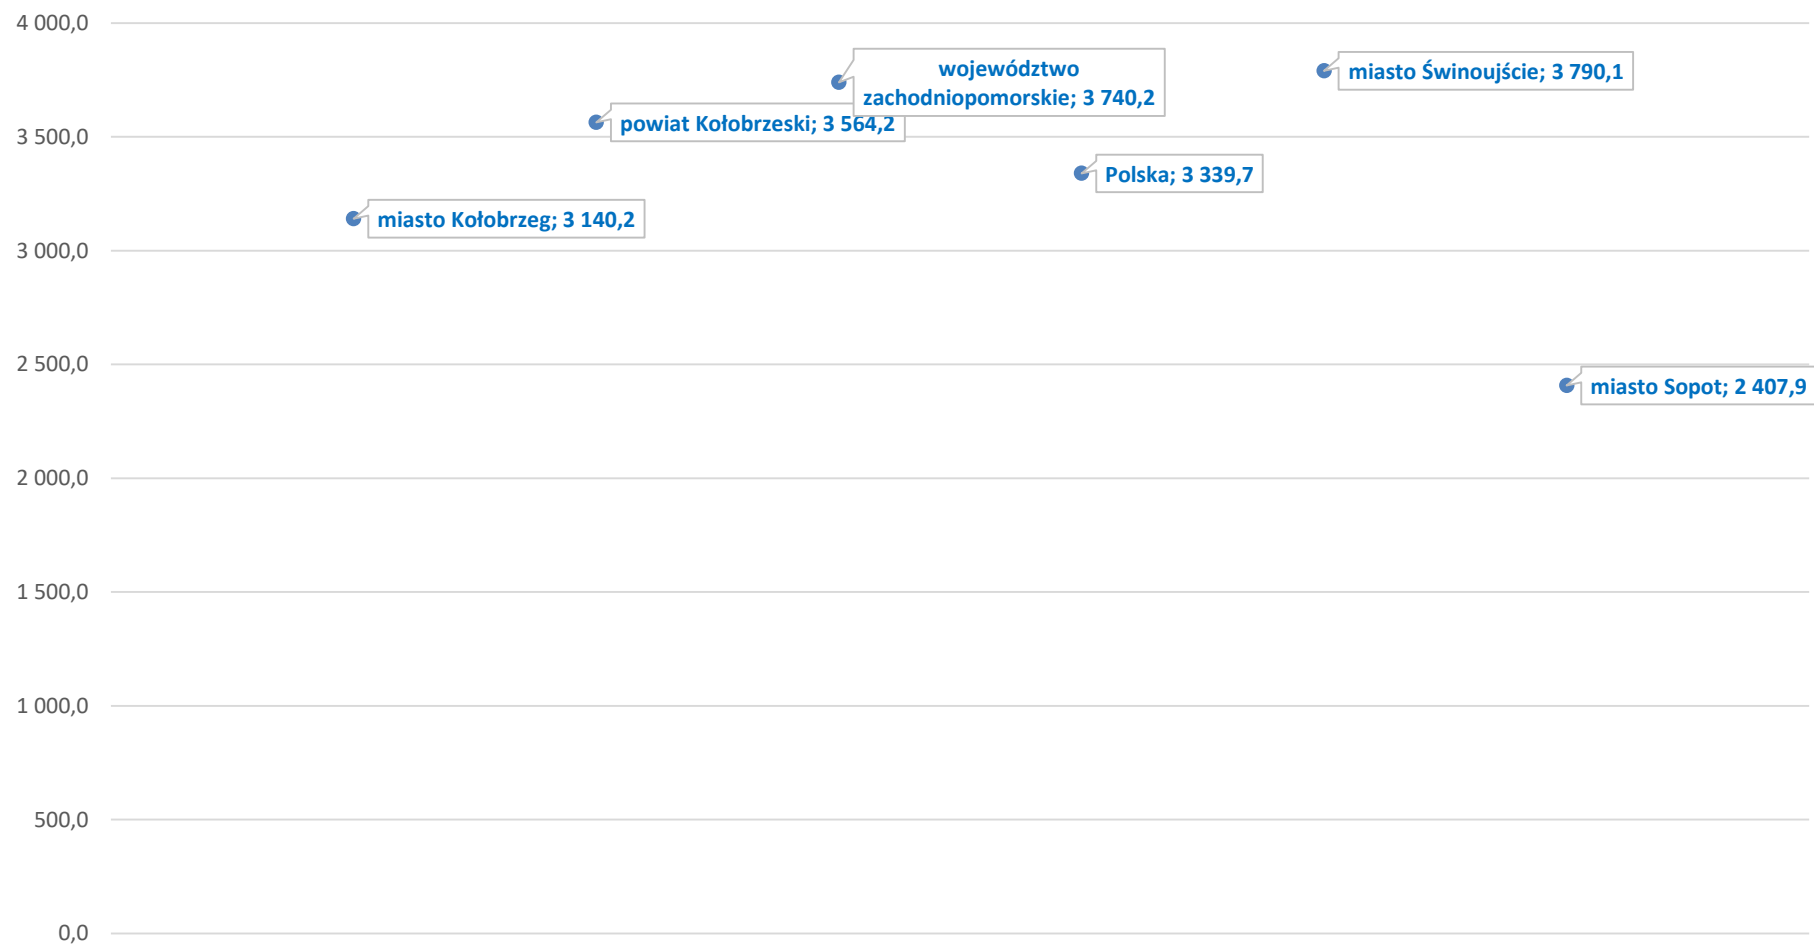 4 000,0
3 500,0
3 000,0
2 500,0
2 000,0
1 500,0
1 000,0
500,0
0,0
miasto Kołobrzeg; 3 140,2
powiat Kołobrzeski; 3 564,2
województwo
zachodniopomorskie; 3 740,2
Polska; 3 339,7
miasto Świnoujście; 3 790,1
miasto Sopot; 2 407,9